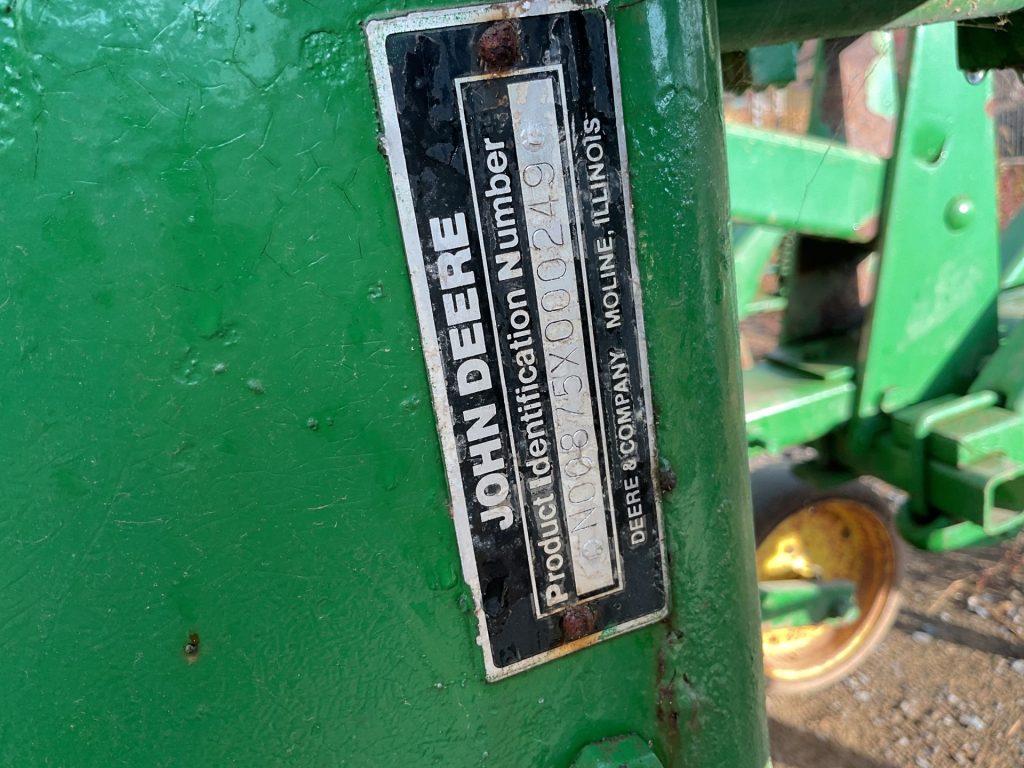 JOHN DEERE
Product Identification Number
N00875X000249
DEERE & COMPANY MOLINE, ILLINOIS